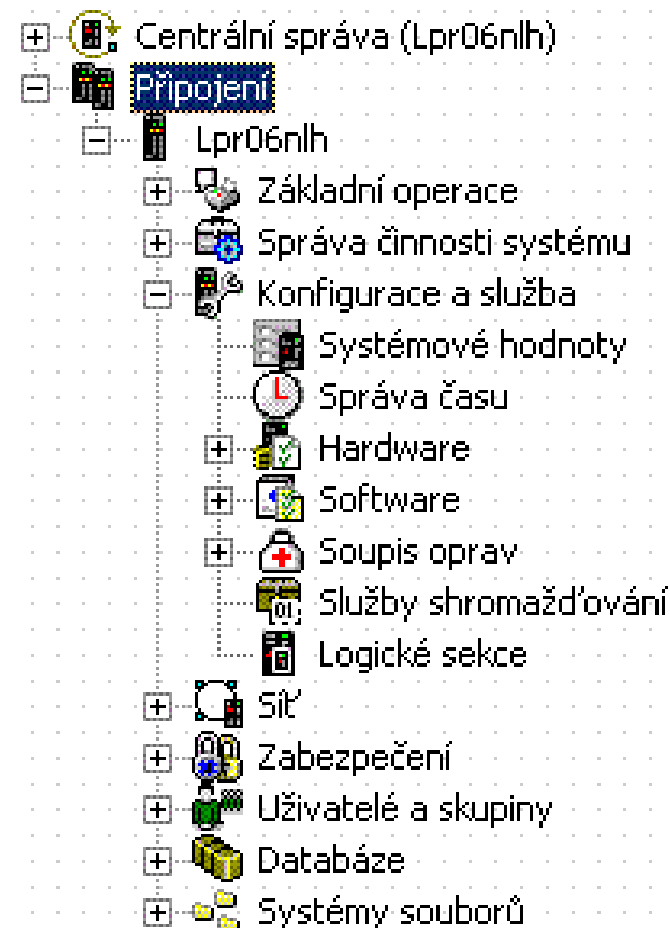 Centrální správa (Lpr06nlh)
Připojení
Lpr06nlh
Základní operace
Správa činnosti systému
Konfigurace a služba
Systémové hodnoty
Správa času
Hardware
Software
Soupis oprav
Služby shromažďování
Logické sekce
Síť
Zabezpečení
Uživatelé a skupiny
Databáze
Systémy souborů